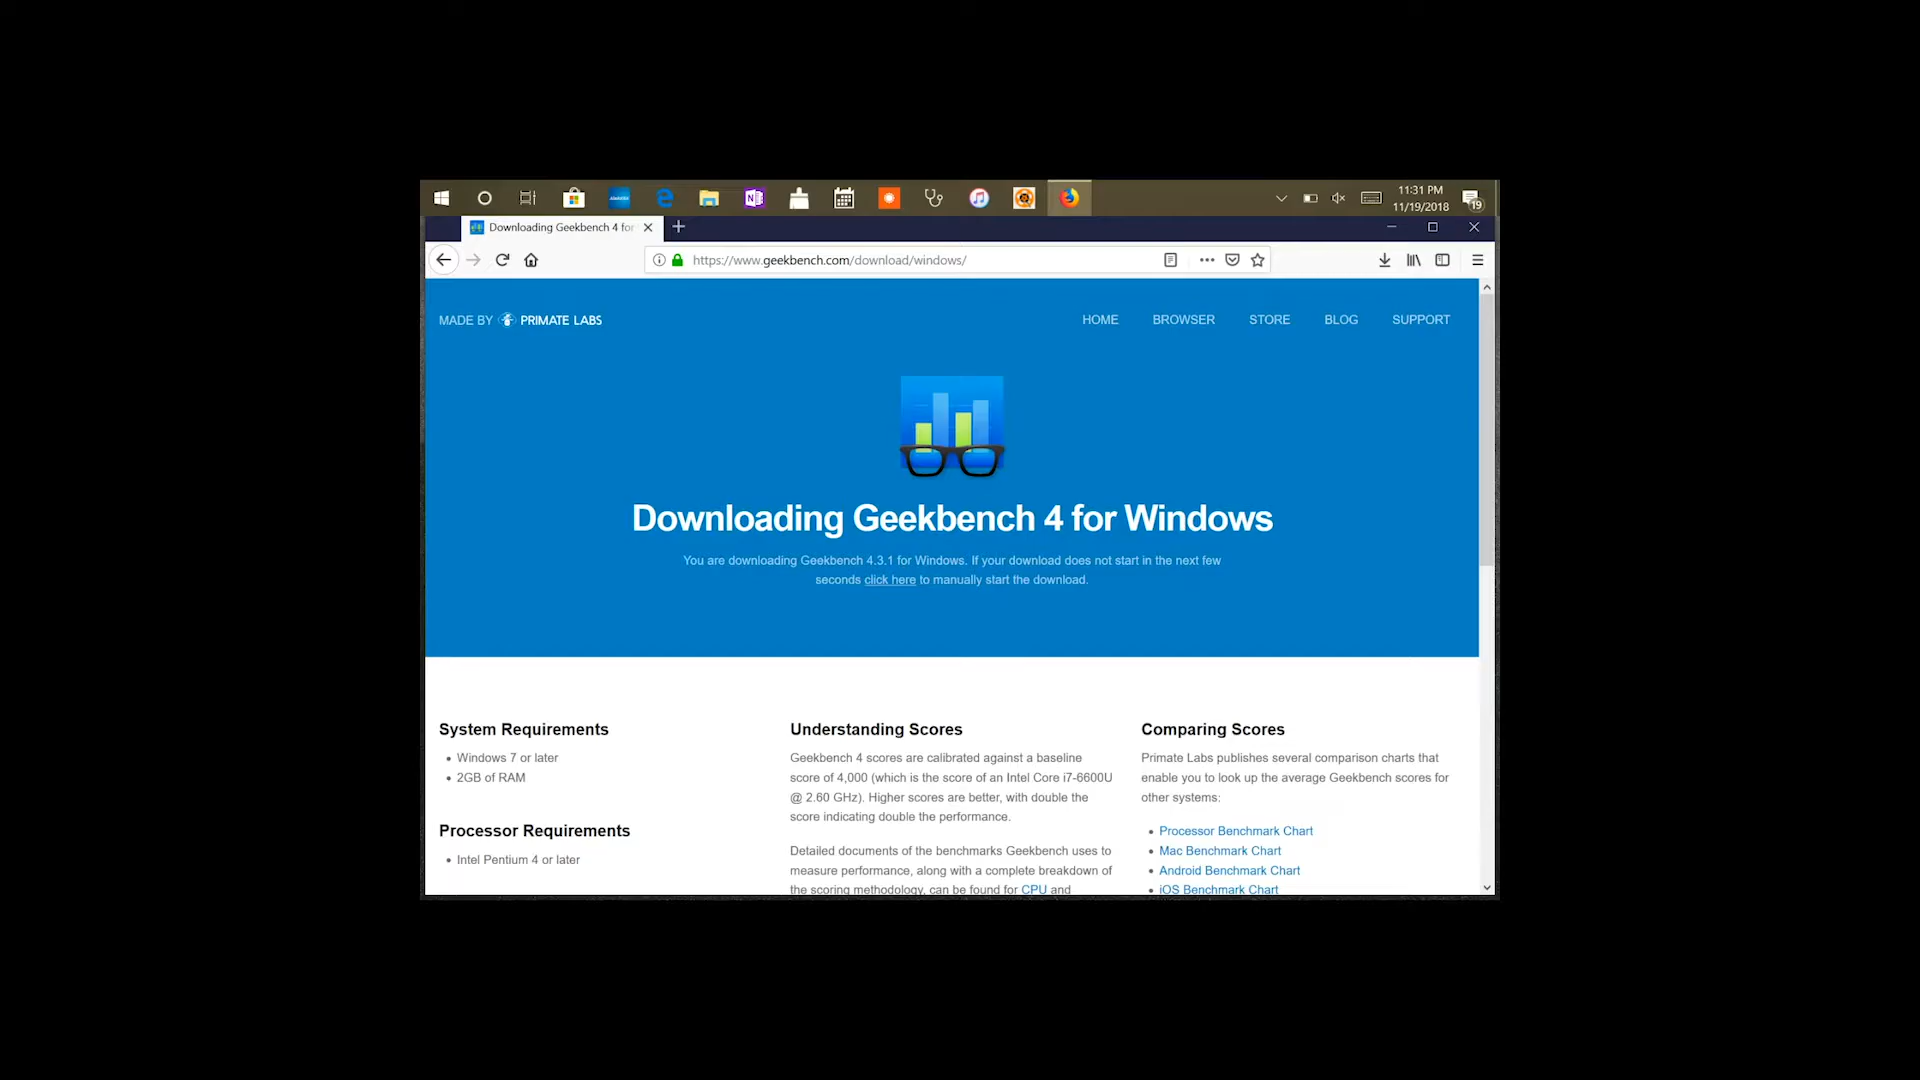 11:31 PM
11/19/2018
19
Downloading Geekbench 4 for
https://www.geekbench.com/download/windows/
MADE BY PRIMATE LABS
HOME BROWSER STORE BLOG SUPPORT
Downloading Geekbench 4 for Windows
You are downloading Geekbench 4.3.1 for Windows. If your download does not start in the next few
seconds click here to manually start the download.
System Requirements
Windows 7 or later
2GB of RAM
Processor Requirements
Intel Pentium 4 or later
Understanding Scores
Geekbench 4 scores are calibrated against a baseline
score of 4,000 (which is the score of an Intel Core i7-6600U
@ 2.60 GHz). Higher scores are better, with double the
score indicating double the performance.
Detailed documents of the benchmarks Geekbench uses to
measure performance, along with a complete breakdown of
the scoring methodology, can be found for CPU and
Comparing Scores
Primate Labs publishes several comparison charts that
enable you to look up the average Geekbench scores for
other systems:
Processor Benchmark Chart
Mac Benchmark Chart
Android Benchmark Chart
iOS Benchmark Chart